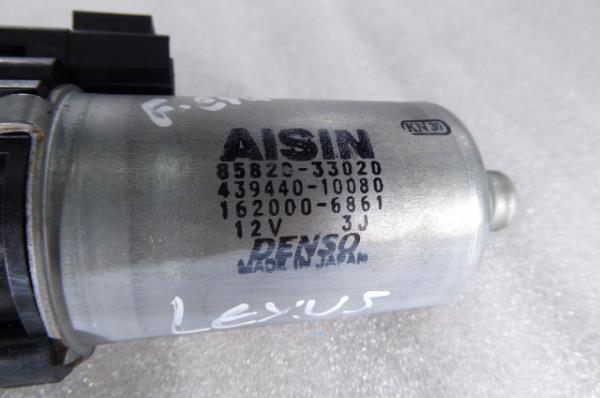 AISIN
KN30
85820-33020
439440-10080
162000-6861
12V 3J
DENSO
MADE IN JAPAN
LEXUS